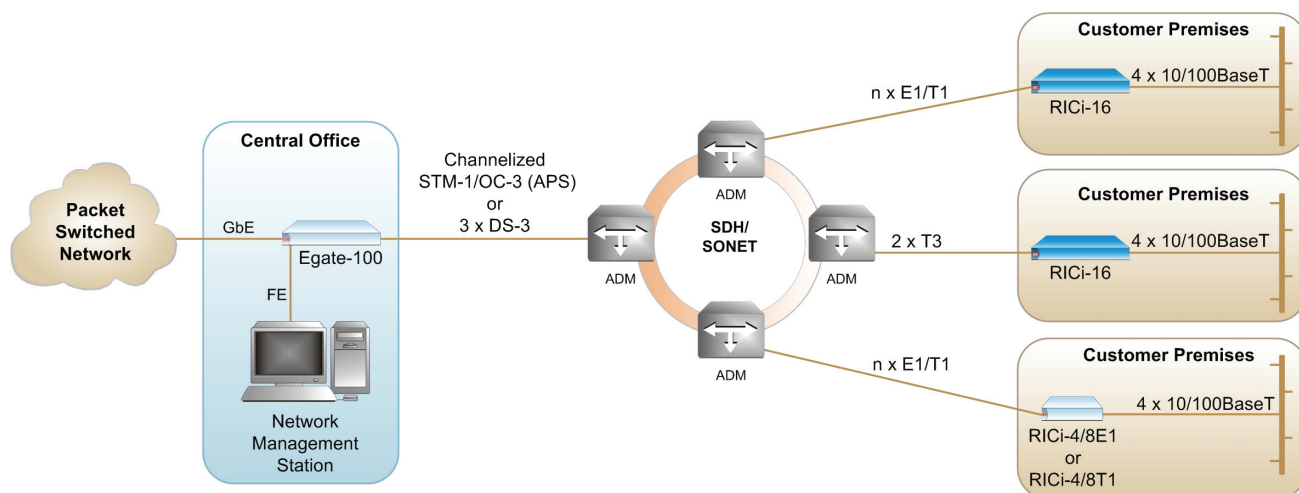 Packet
Switched
Network
GbE
Central Office
Egate-100
FE
Network
Management
Station
Channelized
STM-1/OC-3 (APS)
or
3 x DS-3
ADM
ADM
SDH/
SONET
ADM
ADM
n x E1/T1
2 x T3
n x E1/T1
Customer Premises
4 x 10/100BaseT
RICi-16
Customer Premises
4 x 10/100BaseT
RICi-16
Customer Premises
4 x 10/100BaseT
RICi-4/8E1
or
RICi-4/8T1